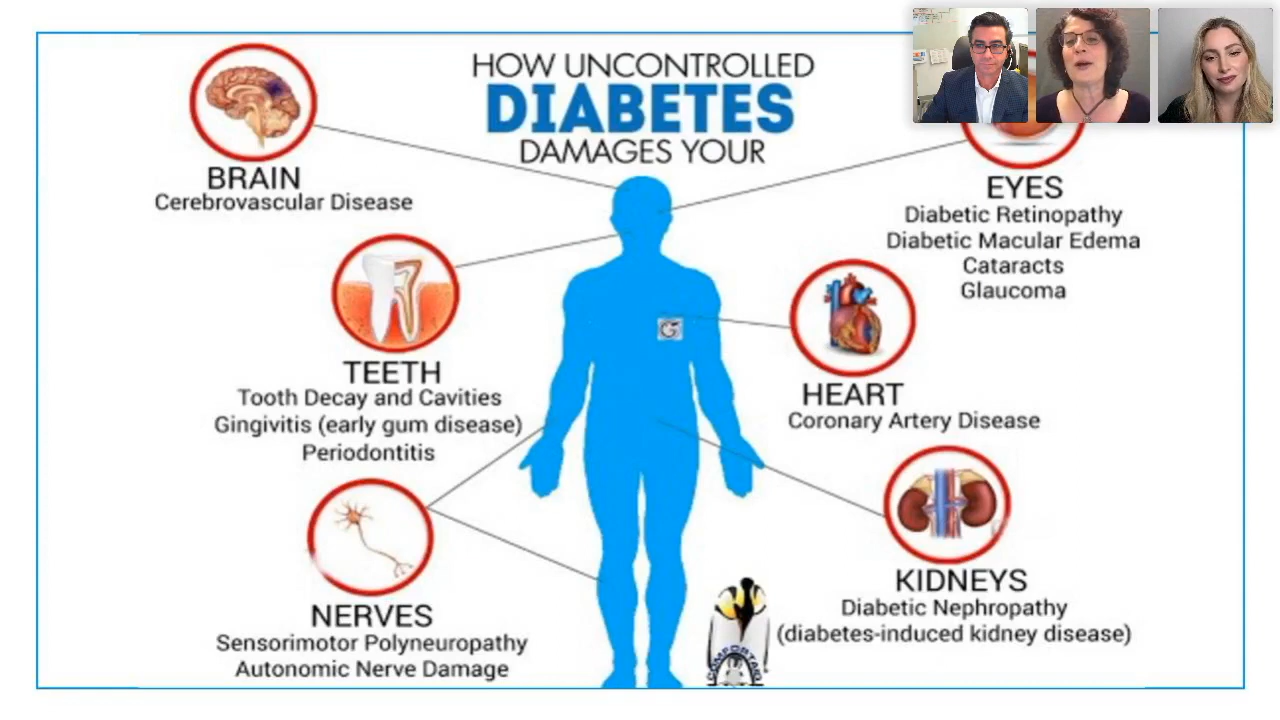 HOW UNCONTROLLED
DIABETES
DAMAGES YOUR
BRAIN
Cerebrovascular Disease
EYES
Diabetic Retinopathy
Diabetic Macular Edema
Cataracts
Glaucoma
TEETH
Tooth Decay and Cavities
Gingivitis (early gum disease)
Periodontitis
HEART
Coronary Artery Disease
NERVES
Sensorimotor Polyneuropathy
Autonomic Nerve Damage
KIDNEYS
Diabetic Nephropathy
(diabetes-induced kidney disease)